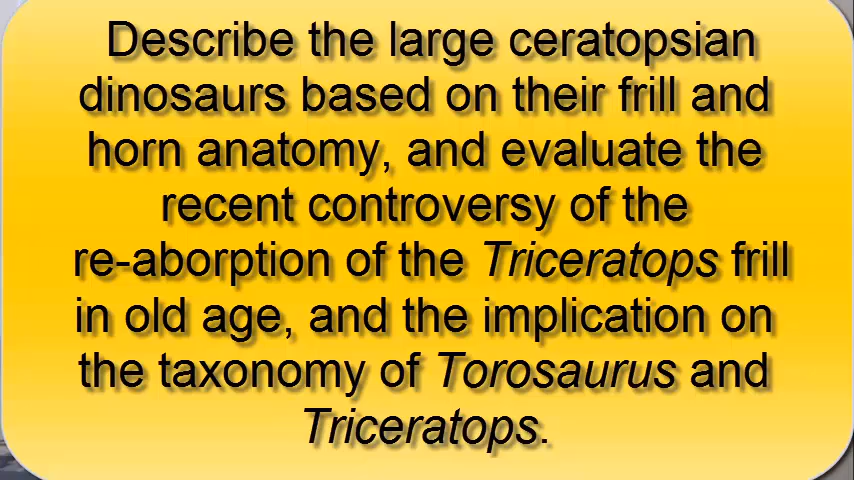 Describe the large ceratopsian
dinosaurs based on their frill and
horn anatomy, and evaluate the
recent controversy of the
re-aborption of the Triceratops frill
in old age, and the implication on
the taxonomy of Torosaurus and
Triceratops.